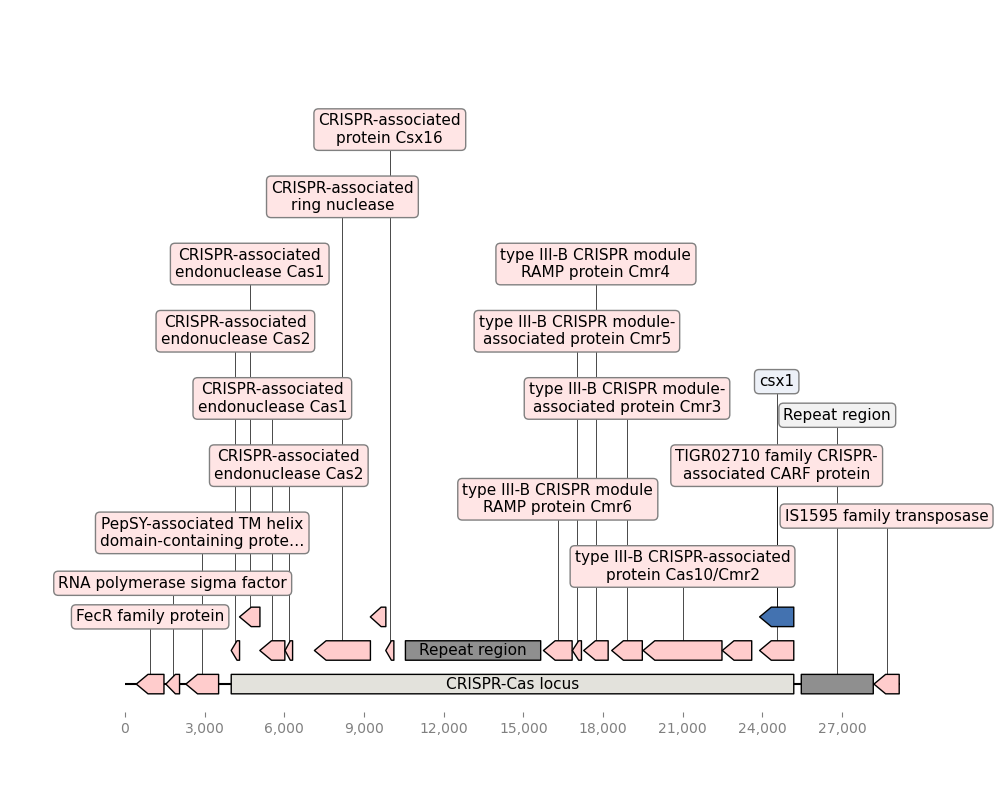 CRISPR-associated
protein Csx16
CRISPR-associated
ring nuclease
CRISPR-associated
endonuclease Cas1
type III-B CRISPR module
RAMP protein Cmr4
CRISPR-associated
endonuclease Cas2
type III-B CRISPR module-
associated protein Cmr5
CRISPR-associated
endonuclease Cas1
type III-B CRISPR module-
associated protein Cmr3
csx1
Repeat region
CRISPR-associated
endonuclease Cas2
TIGR02710 family CRISPR-
associated CARF protein
type III-B CRISPR module
RAMP protein Cmr6
IS1595 family transposase
PepSY-associated TM helix
domain-containing prote...
type III-B CRISPR-associated
protein Cas10/Cmr2
RNA polymerase sigma factor
FecR family protein
Repeat region
CRISPR-Cas locus
0 3,000 6,000 9,000 12,000 15,000 18,000 21,000 24,000 27,000